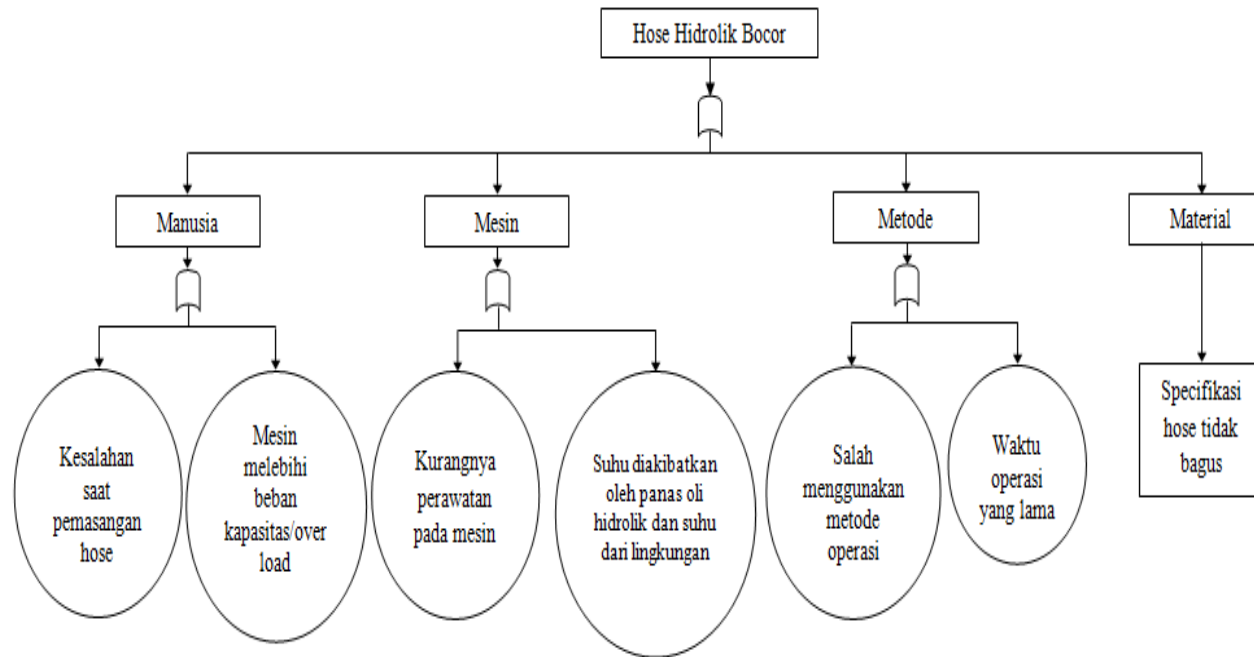 Hose Hidrolik Bocor
Manusia
Mesin
Metode
Material
Kesalahan
saat
pemasangan
hose
Mesin
melebihi
beban
kapasitas/over
load
Kurangnya
perawatan
pada mesin
Suhu diakibatkan
oleh panas oli
hidrolik dan suhu
dari lingkungan
Salah
menggunakan
metode
operasi
Waktu
operasi
yang lama
Specifikasi
hose tidak
bagus